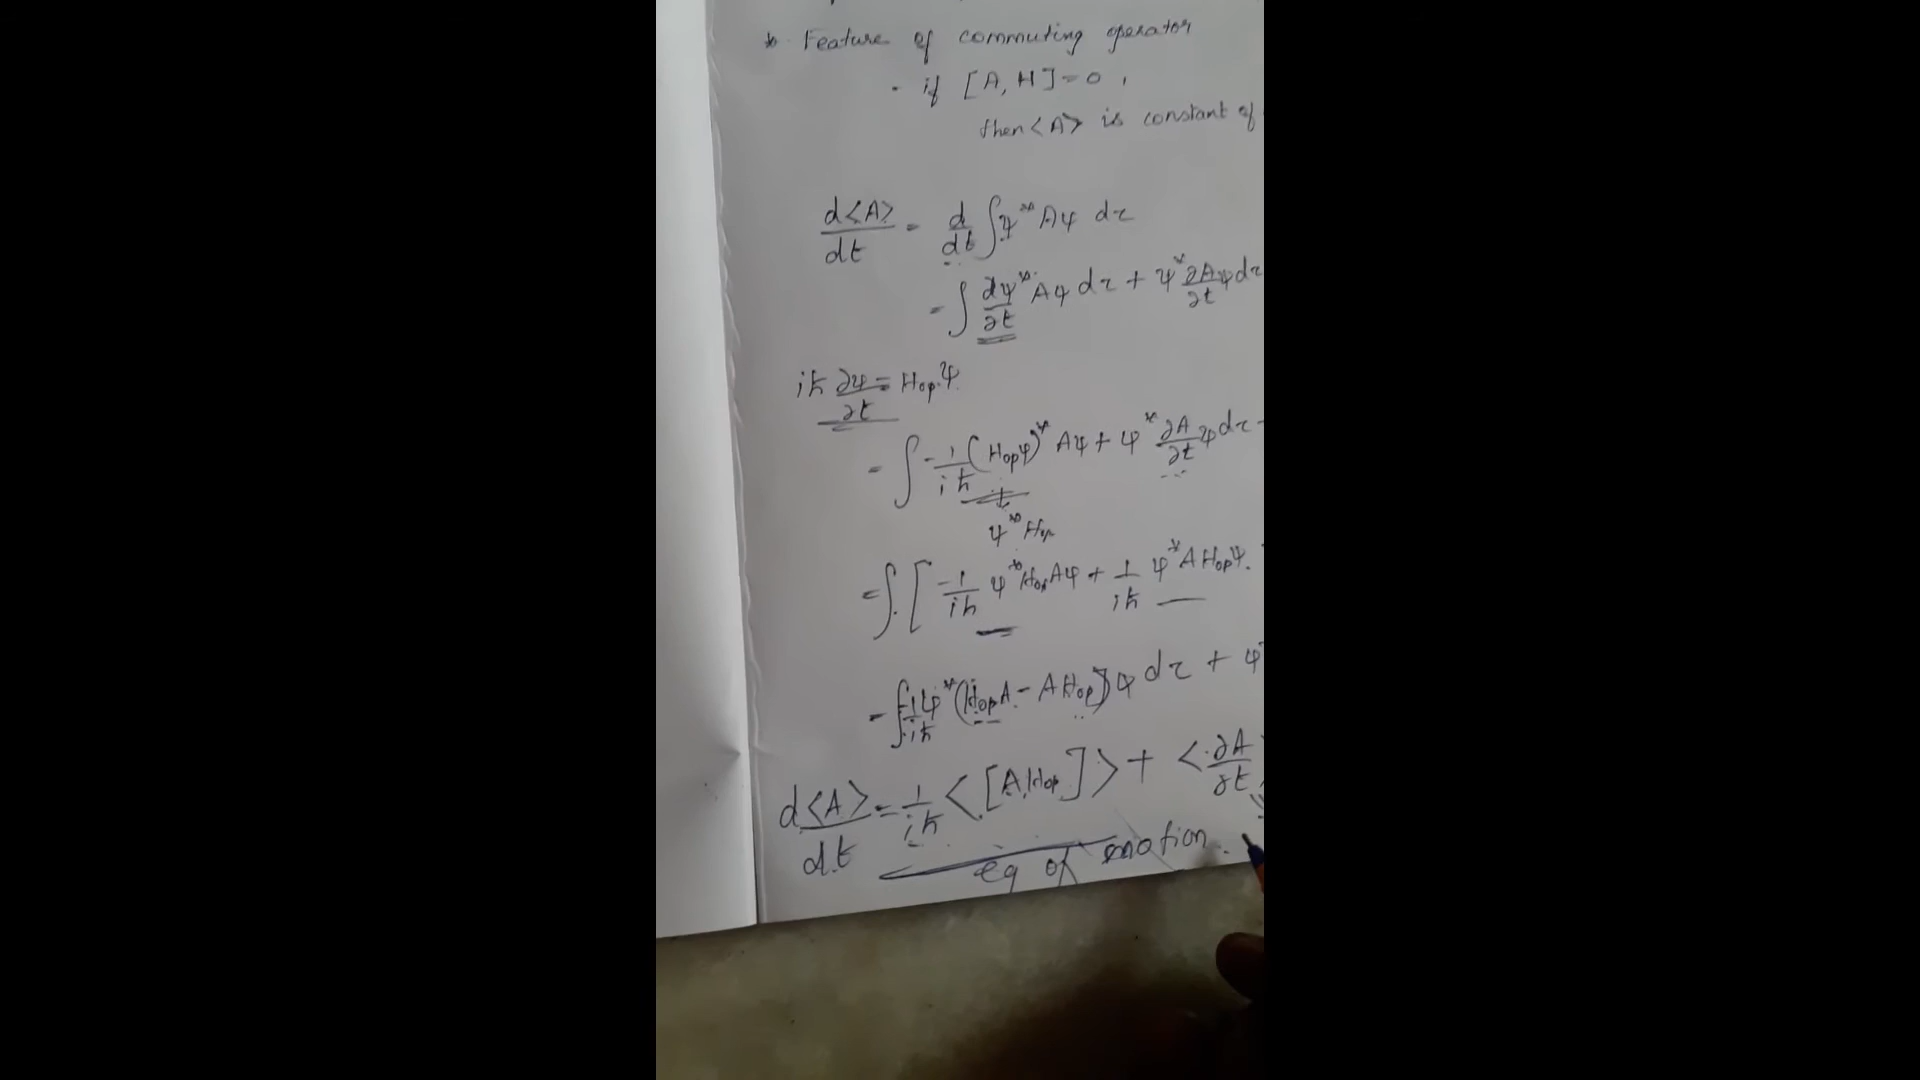 * Feature of commuting operator
- if [A, H] = 0,
then <A> is constant of
d<A>/dt = d/dt ∫ψ* Aψ dτ
= ∫ ∂ψ*/∂t Aψ dτ + ψ* ∂A/∂t ψ dτ
iħ ∂ψ/∂t = Hop ψ
= ∫ -1/iħ (Hop ψ)* Aψ + ψ* ∂A/∂t ψ dτ
ψ* Hop
= ∫ [ -1/iħ ψ* Hop Aψ + 1/iħ ψ* A Hop ψ.
= ∫ -1/iħ ψ* (Hop A - A Hop) ψ dτ + ψ*
d<A>/dt = 1/iħ <[A, Hop]> + <∂A/∂t
eq of motion.